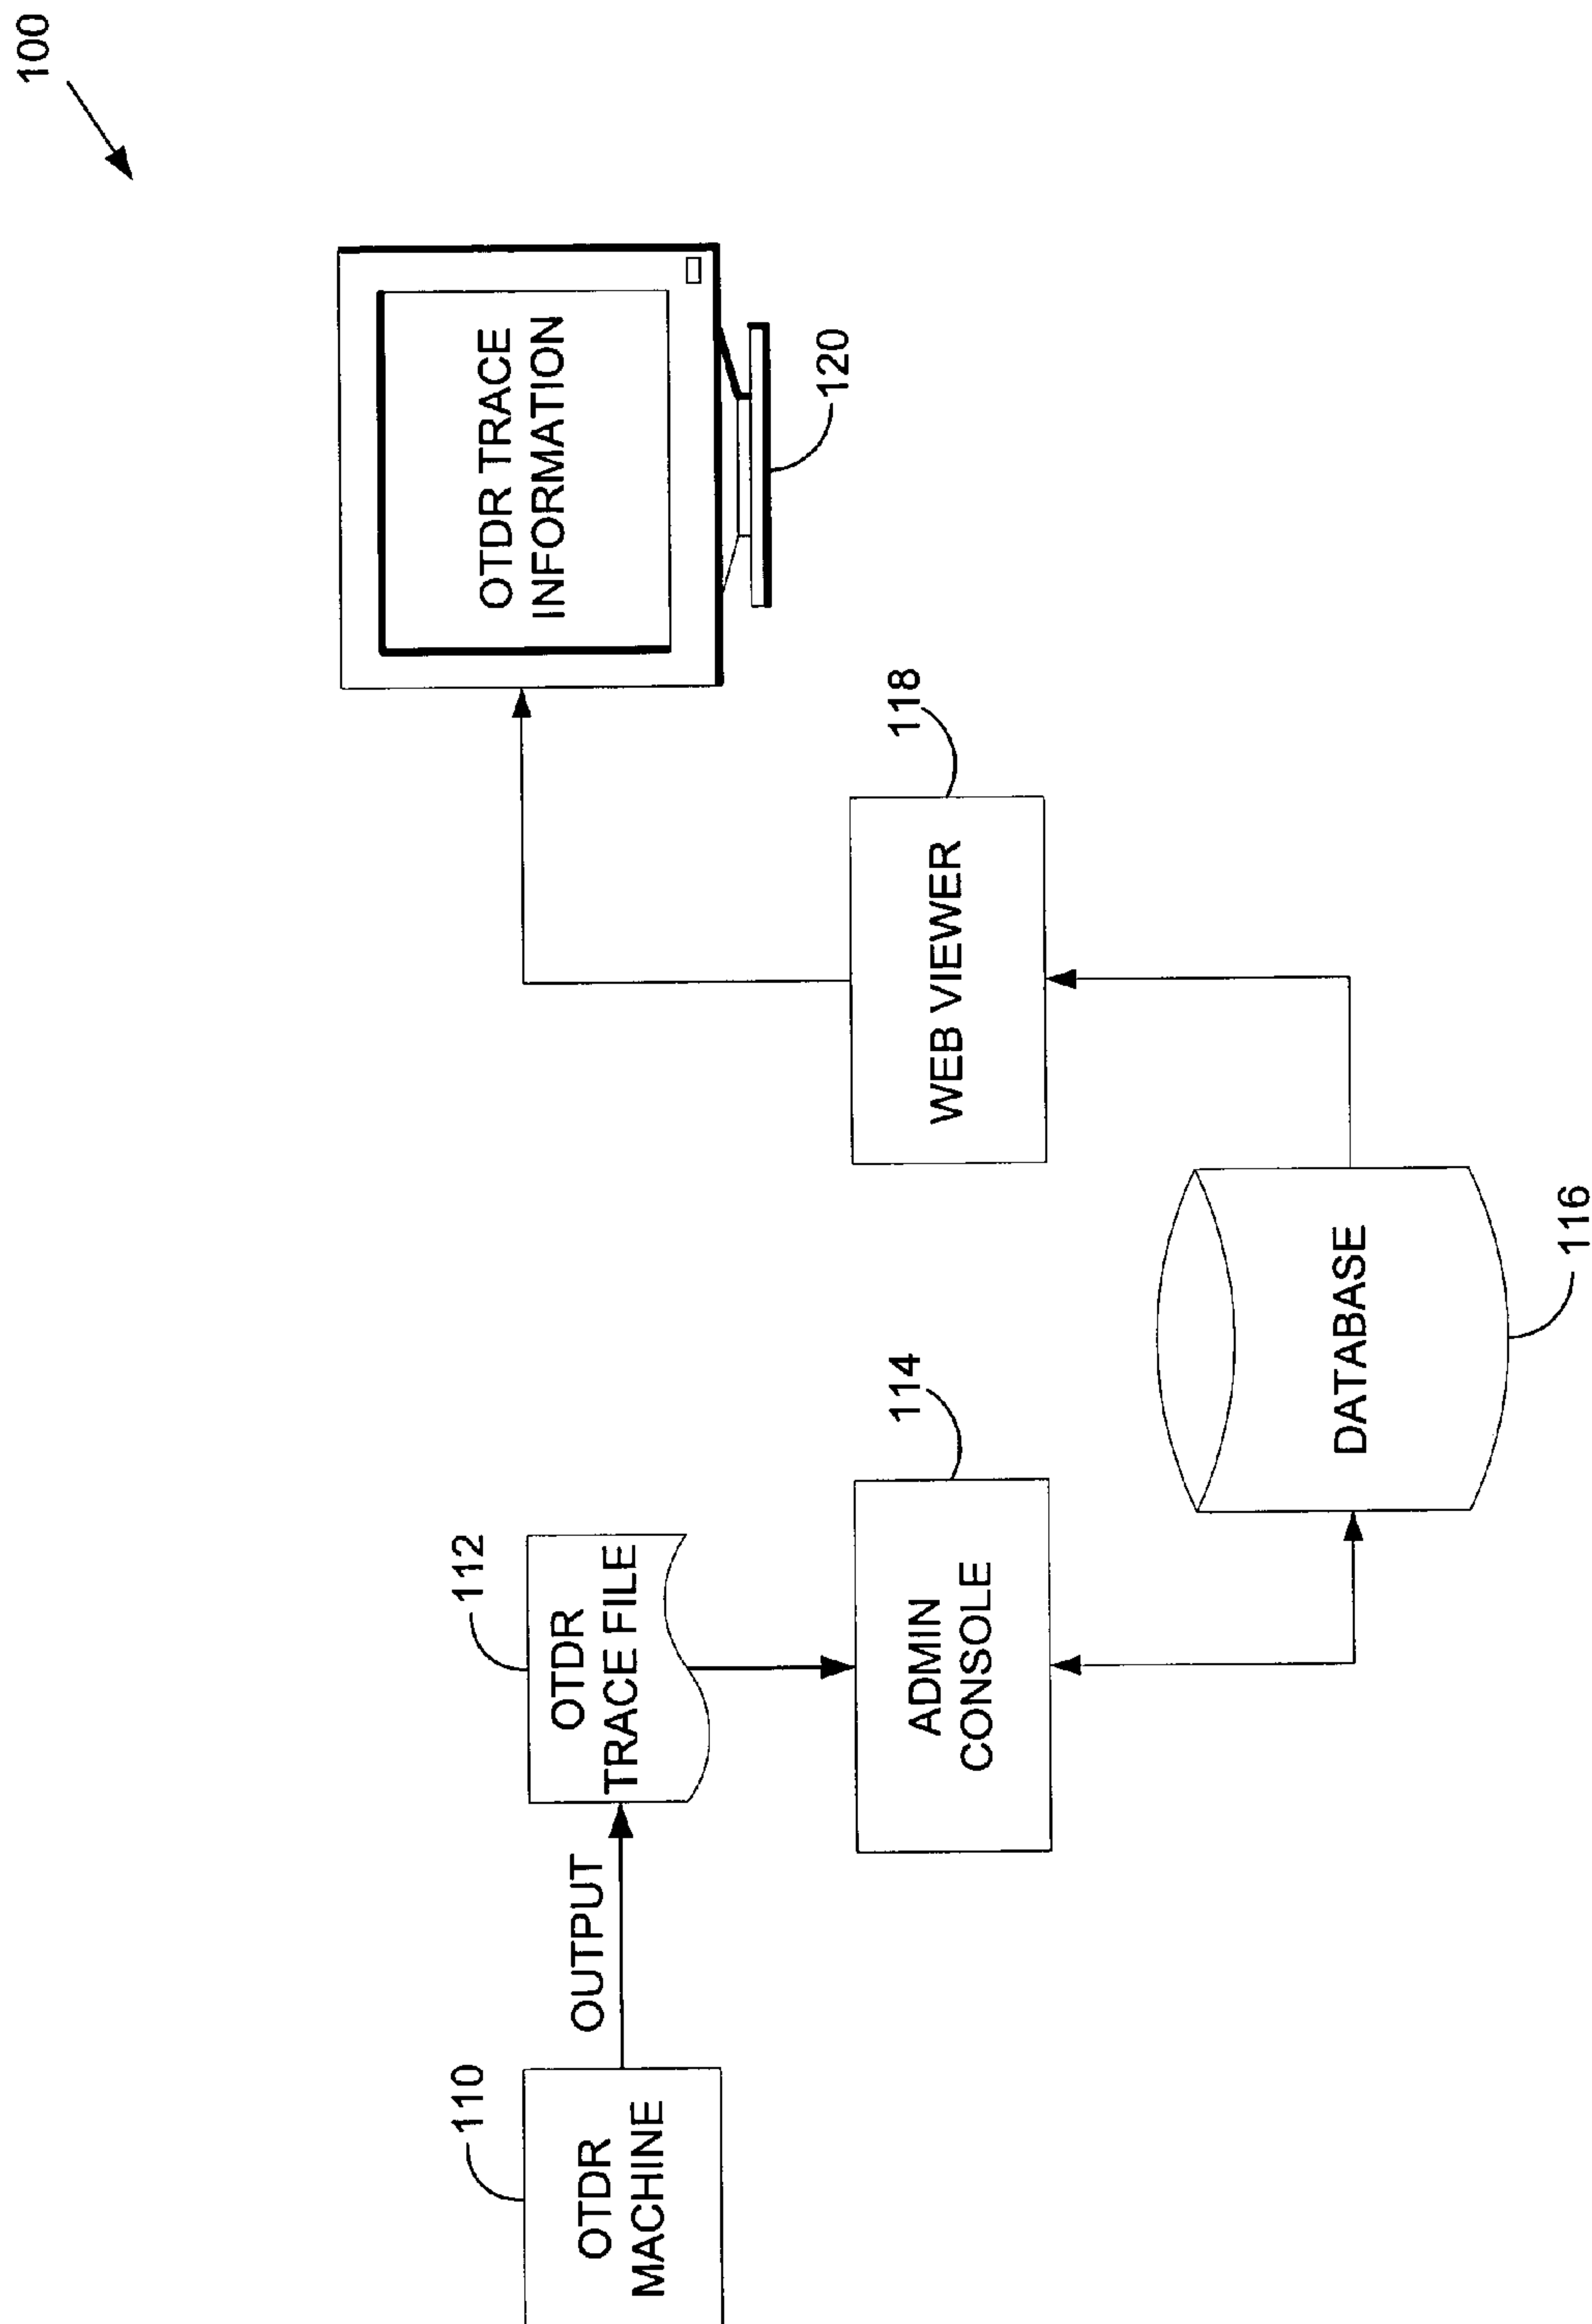 100
OTDR TRACE
INFORMATION
120
118
WEB VIEWER
112
OTDR
TRACE FILE
114
ADMIN
CONSOLE
116
DATABASE
OUTPUT
110
OTDR
MACHINE